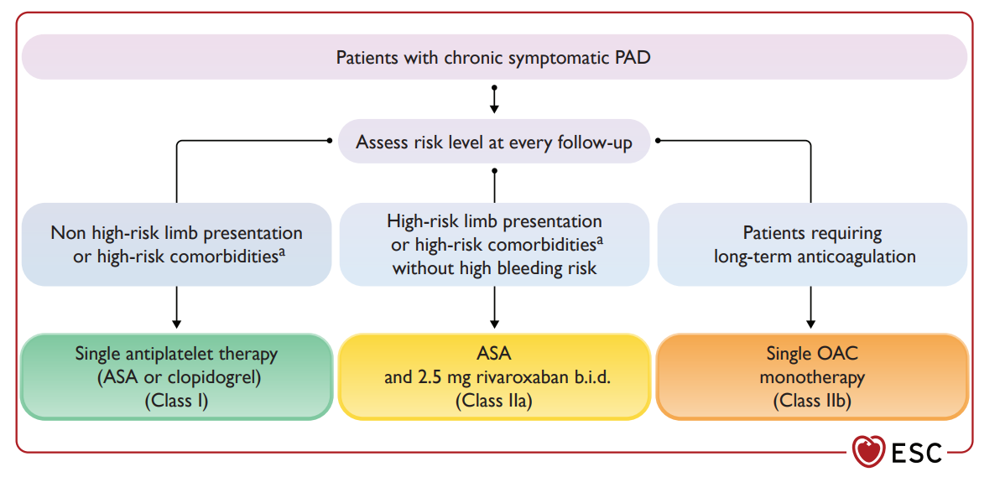 Patients with chronic symptomatic PAD
Assess risk level at every follow-up
Non high-risk limb presentation
or high-risk comorbiditiesᵃ
High-risk limb presentation
or high-risk comorbiditiesᵃ
without high bleeding risk
Patients requiring
long-term anticoagulation
Single antiplatelet therapy
(ASA or clopidogrel)
(Class I)
ASA
and 2.5 mg rivaroxaban b.i.d.
(Class IIa)
Single OAC
monotherapy
(Class IIb)
ESC